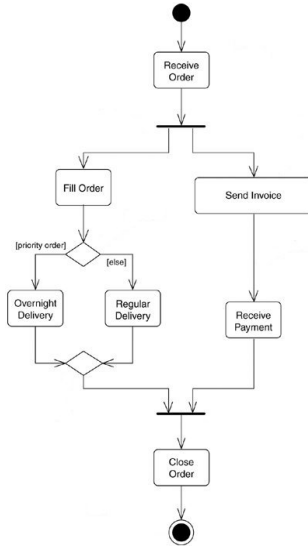 Receive
Order
Fill Order
Send Invoice
[priority order]
[else]
Overnight
Delivery
Regular
Delivery
Receive
Payment
Close
Order